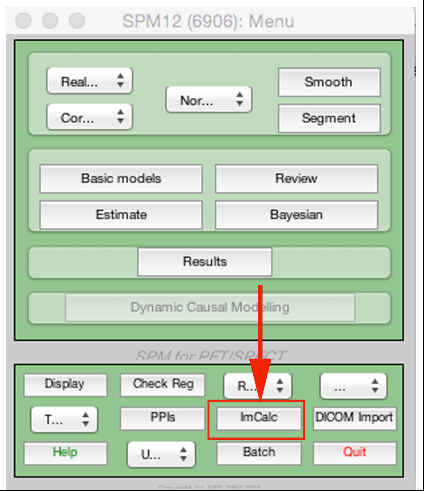 SPM12 (6906): Menu
Real...
Nor...
Smooth
Cor...
Segment
Basic models
Review
Estimate
Bayesian
Results
Dynamic Causal Modelling
SPM for PET/SPECT
Display
Check Reg
R...
...
T...
PPIs
ImCalc
DICOM Import
Help
U...
Batch
Quit